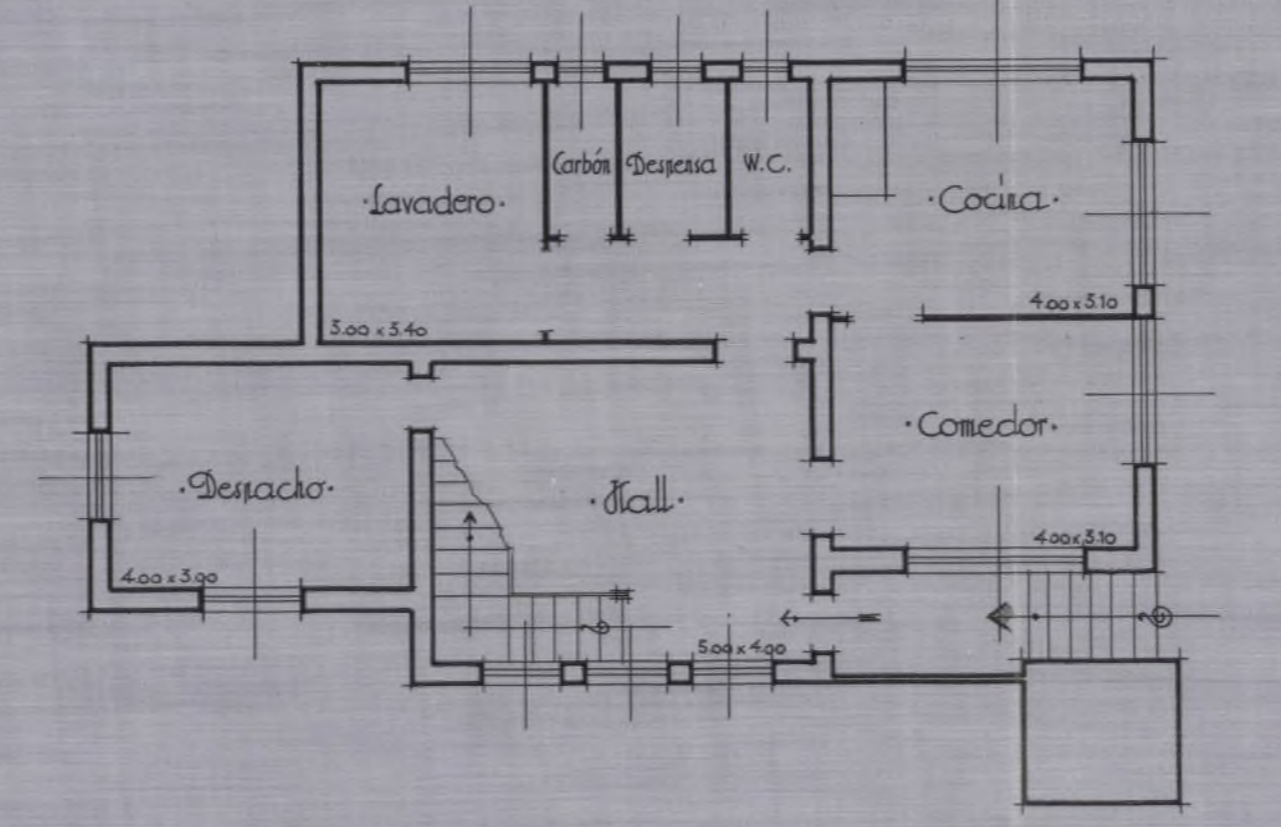 Carbón
Despensa
W.C.
·Lavadero·
·Cocina·
3.00 x 3.40
4.00 x 3.10
·Comedor·
·Despacho·
·Hall·
4.00 x 3.10
4.00 x 3.90
5.00 x 4.00